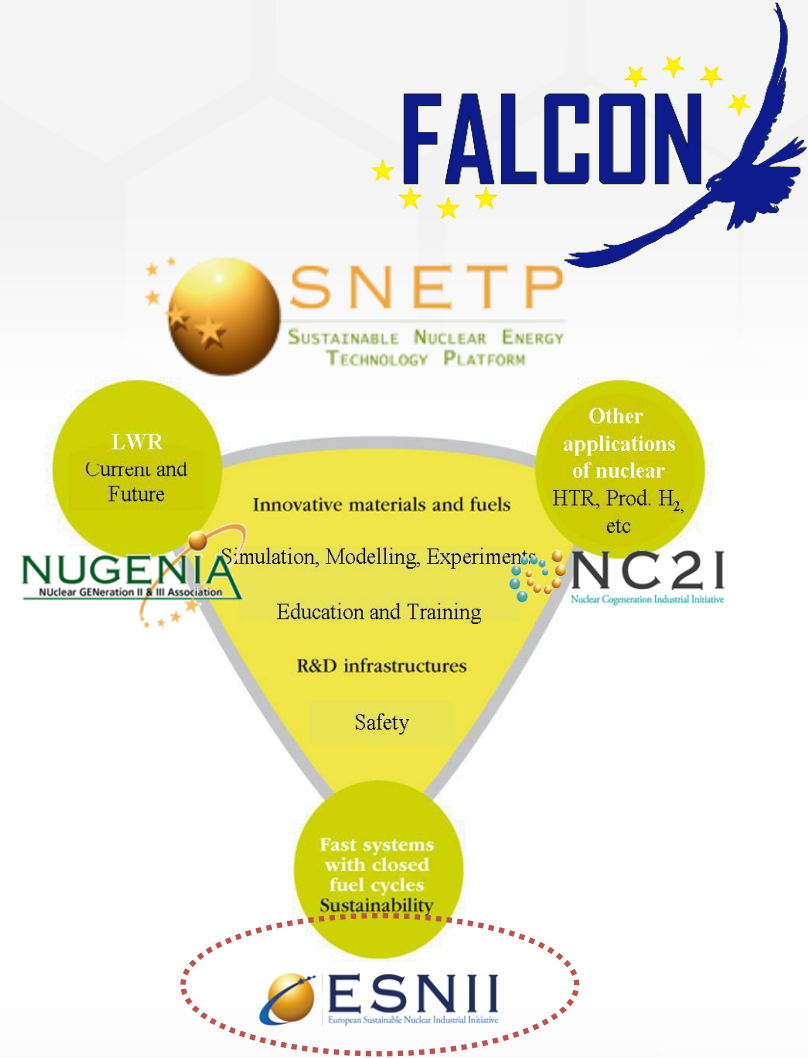 FALCON
SNETP
SUSTAINABLE NUCLEAR ENERGY
TECHNOLOGY PLATFORM
LWR
Current and
Future
Other
applications
of nuclear
HTR, Prod. H₂,
etc
NUGENIA
NUclear GENeration II & III Association
NC2I
Nuclear Cogeneration Industrial Initiative
Innovative materials and fuels
Simulation, Modelling, Experiments
Education and Training
R&D infrastructures
Safety
Fast systems
with closed
fuel cycles
Sustainability
ESNII
European Sustainable Nuclear Industrial Initiative